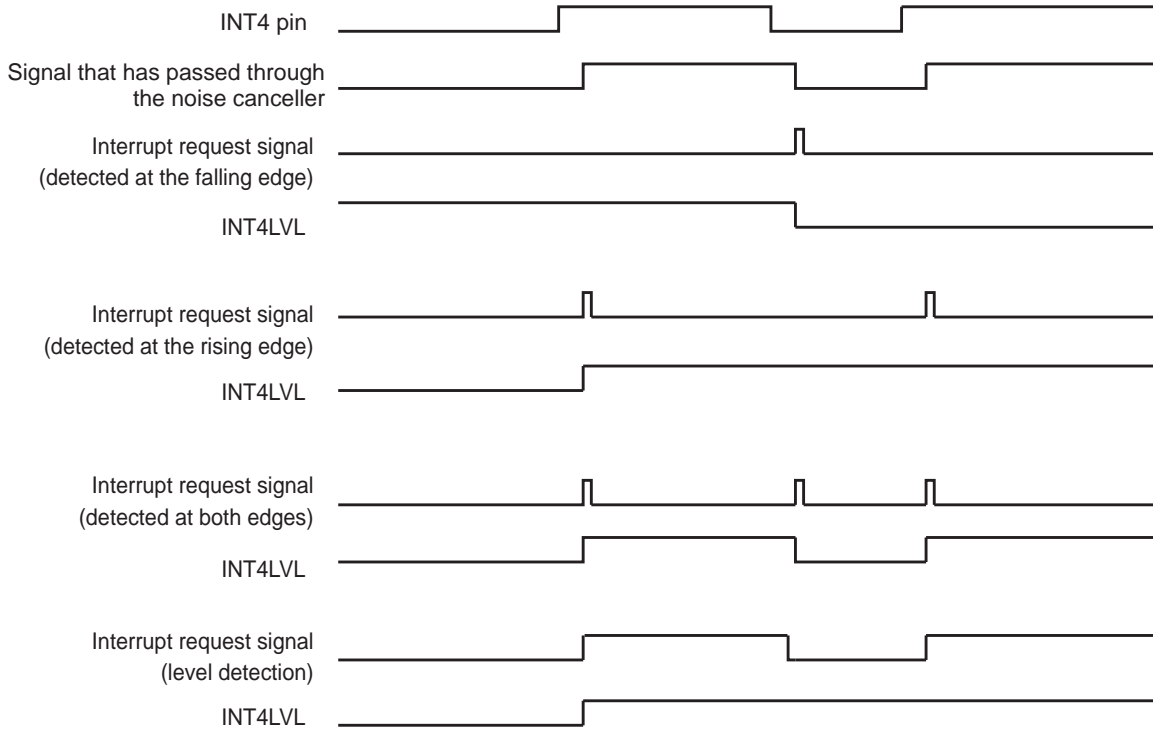 INT4 pin
Signal that has passed through
the noise canceller
Interrupt request signal
(detected at the falling edge)
INT4LVL
Interrupt request signal
(detected at the rising edge)
INT4LVL
Interrupt request signal
(detected at both edges)
INT4LVL
Interrupt request signal
(level detection)
INT4LVL